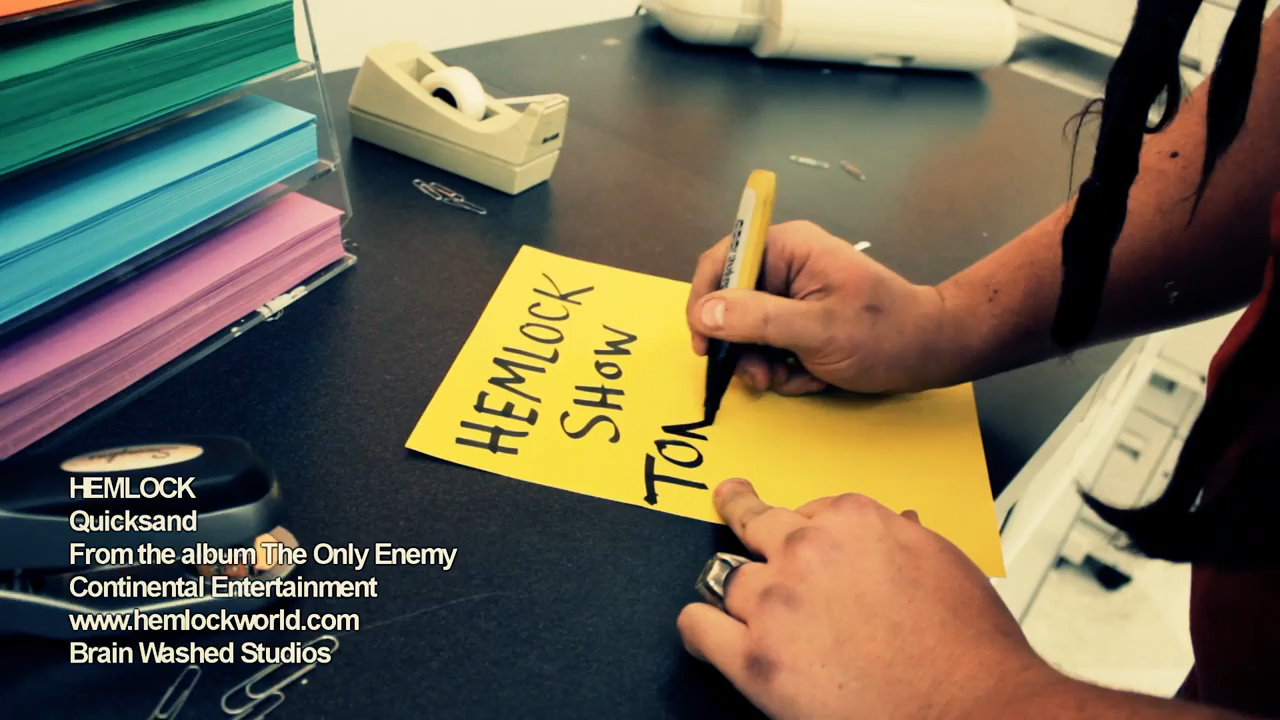 HEMLOCK
SHOW
TON
HEMLOCK
Quicksand
From the album The Only Enemy
Continental Entertainment
www.hemlockworld.com
Brain Washed Studios